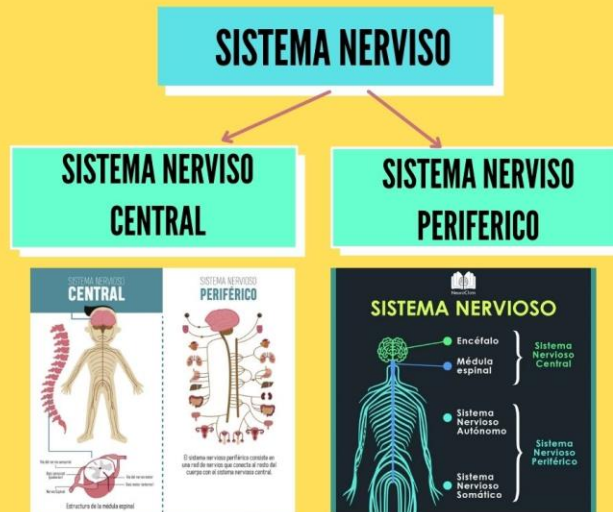 SISTEMA NERVISO
SISTEMA NERVISO
CENTRAL
SISTEMA NERVISO
PERIFERICO
SISTEMA NERVIOSO
CENTRAL
Estructura de la médula espinal
SISTEMA NERVIOSO
PERIFÉRICO
El sistema nervioso periférico consiste en
una red de nervios que conecta al resto del
cuerpo con el sistema nervioso central.
SISTEMA NERVIOSO
Encéfalo
Médula
espinal
Sistema
Nervioso
Central
Sistema
Nervioso
Autónomo
Sistema
Nervioso
Somático
Sistema
Nervioso
Periférico